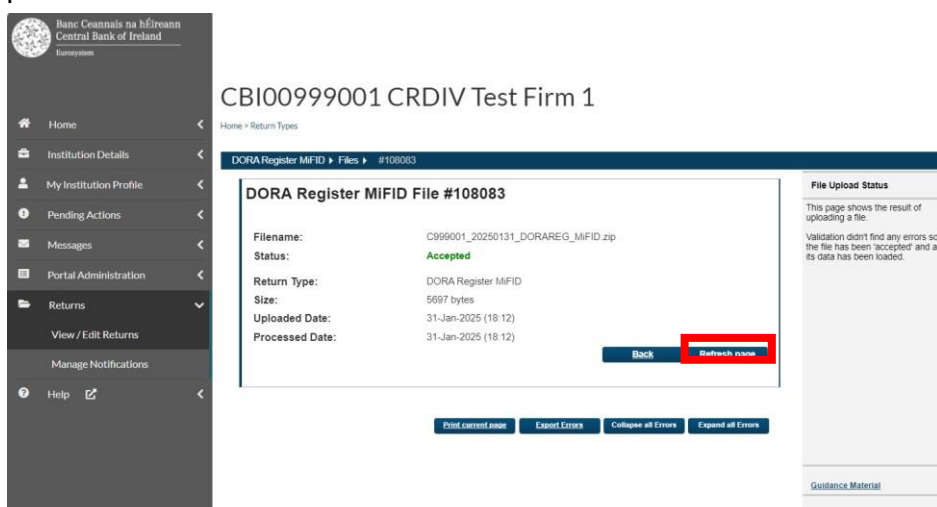 Banc Ceannais na hÉireann
Central Bank of Ireland
Eurosystem
CBI00999001 CRDIV Test Firm 1
Home > Return Types
Home
Institution Details
My Institution Profile
Pending Actions
Messages
Portal Administration
Returns
View / Edit Returns
Manage Notifications
Help
DORA Register MiFID Files #108083
DORA Register MiFID File #108083
Filename: C999001_20250131_DORAREG_MiFID.zip
Status: Accepted
Return Type: DORA Register MiFID
Size: 5697 bytes
Uploaded Date: 31-Jan-2025 (18:12)
Processed Date: 31-Jan-2025 (18:12)
Back Refresh page
Print current page Export Errors Collapse all Errors Expand all Errors
File Upload Status
This page shows the result of
uploading a file.
Validation didn't find any errors so
the file has been 'accepted' and a
its data has been loaded.
Guidance Material